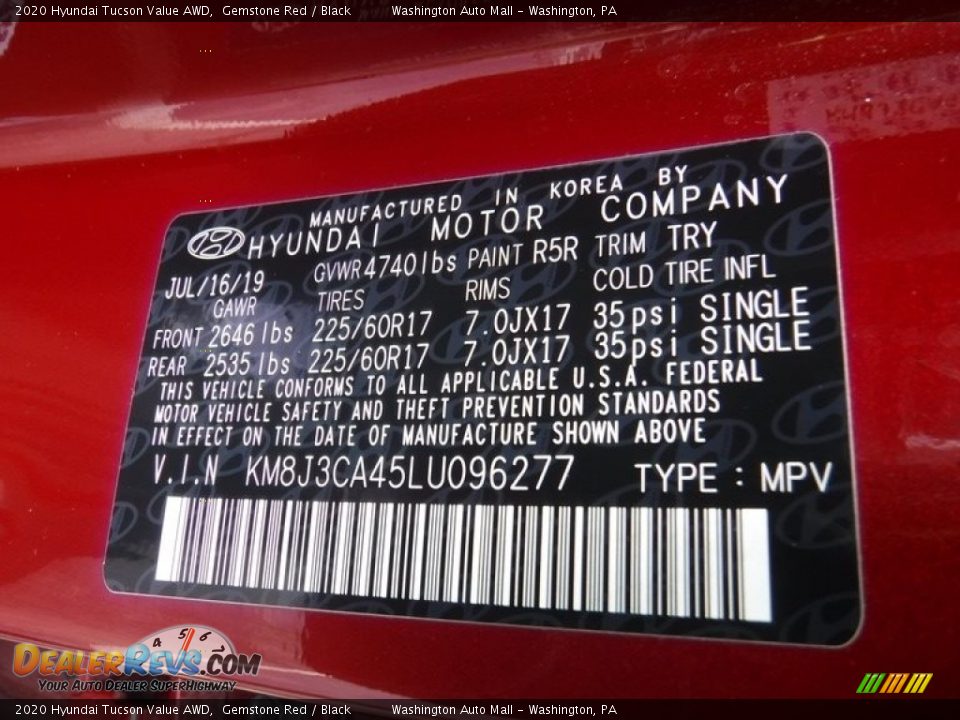 2020 Hyundai Tucson Value AWD, Gemstone Red / Black Washington Auto Mall - Washington, PA
MANUFACTURED IN KOREA BY
HYUNDAI MOTOR COMPANY
JUL/16/19 GVWR 4740lbs PAINT R5R TRIM TRY
GAWR TIRES RIMS COLD TIRE INFL
FRONT 2646 lbs 225/60R17 7.0JX17 35psi SINGLE
REAR 2535 lbs 225/60R17 7.0JX17 35psi SINGLE
THIS VEHICLE CONFORMS TO ALL APPLICABLE U.S.A. FEDERAL
MOTOR VEHICLE SAFETY AND THEFT PREVENTION STANDARDS
IN EFFECT ON THE DATE OF MANUFACTURE SHOWN ABOVE
V.I.N KM8J3CA45LU096277 TYPE : MPV
4 5 6
DEALERREVS.COM
YOUR AUTO DEALER SUPERHIGHWAY
2020 Hyundai Tucson Value AWD, Gemstone Red / Black Washington Auto Mall - Washington, PA